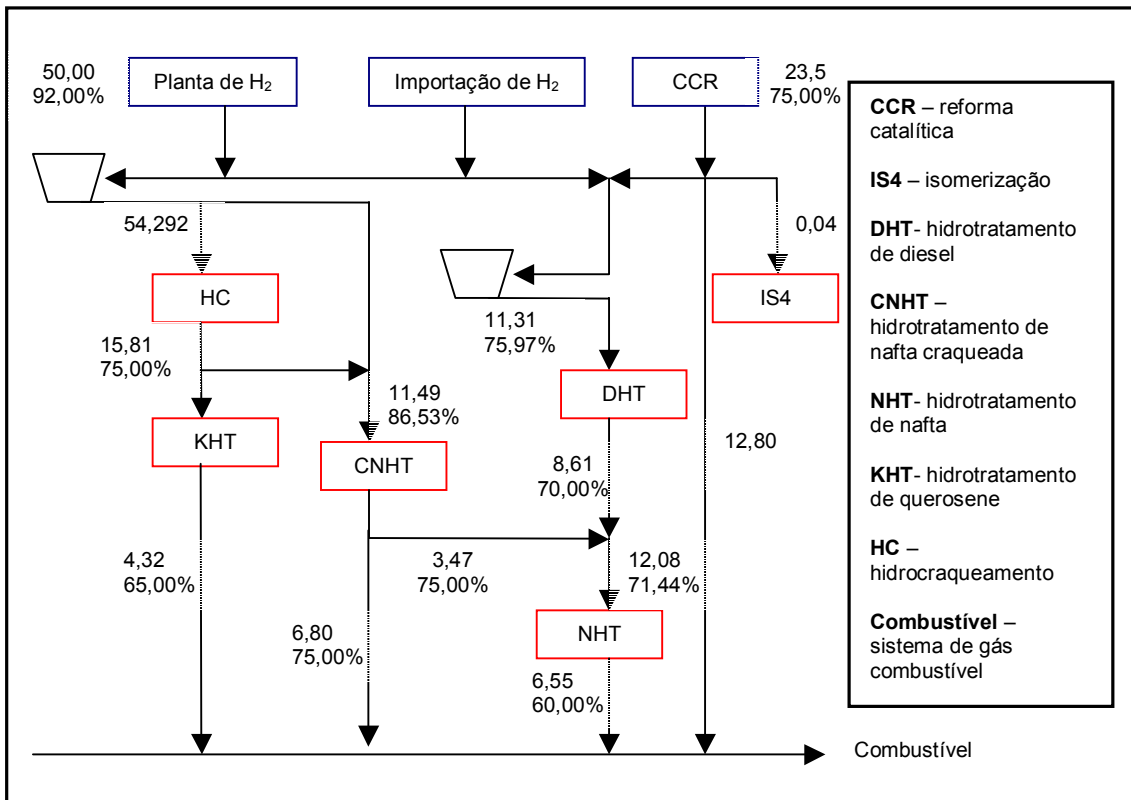 50,00
92,00%
Planta de H₂
Importação de H₂
CCR
23,5
75,00%
54,292
0,04
HC
IS4
15,81
75,00%
11,31
75,97%
11,49
86,53%
DHT
KHT
CNHT
12,80
8,61
70,00%
4,32
65,00%
3,47
75,00%
12,08
71,44%
NHT
6,80
75,00%
6,55
60,00%
Combustível
CCR – reforma
catalítica
IS4 – isomerização
DHT- hidrotratamento
de diesel
CNHT –
hidrotratamento de
nafta craqueada
NHT- hidrotratamento
de nafta
KHT- hidrotratamento
de querosene
HC –
hidrocraqueamento
Combustível –
sistema de gás
combustível